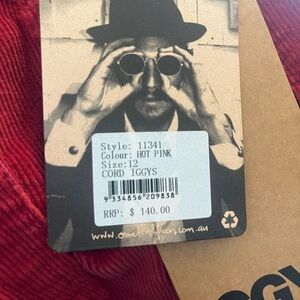 Style: 11341
Colour: HOT PINK
Size:12
CORD IGGYS
9 334856 209838
RRP: $ 140.00
www.oneteaspoon.com.au